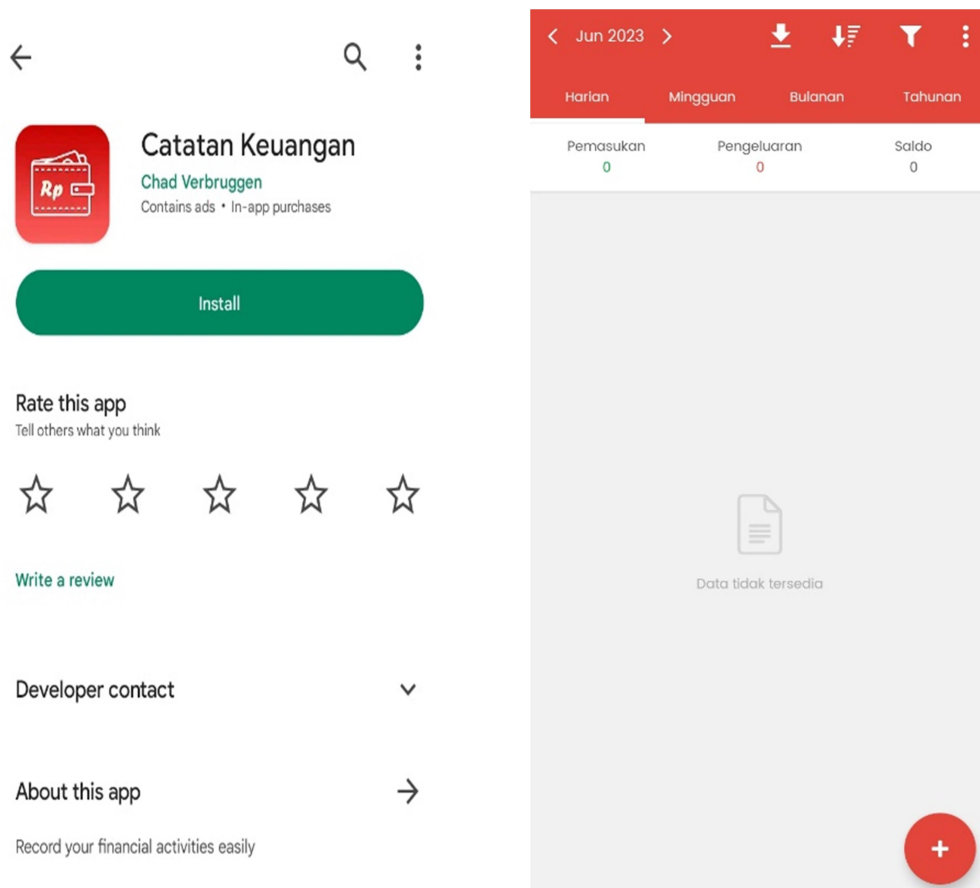 Catatan Keuangan
Rp
Chad Verbruggen
Contains ads • In-app purchases
Install
Rate this app
Tell others what you think
Write a review
Developer contact
About this app
Record your financial activities easily
Jun 2023
Harian Mingguan Bulanan Tahunan
Pemasukan Pengeluaran Saldo
0 0 0
Data tidak tersedia
+